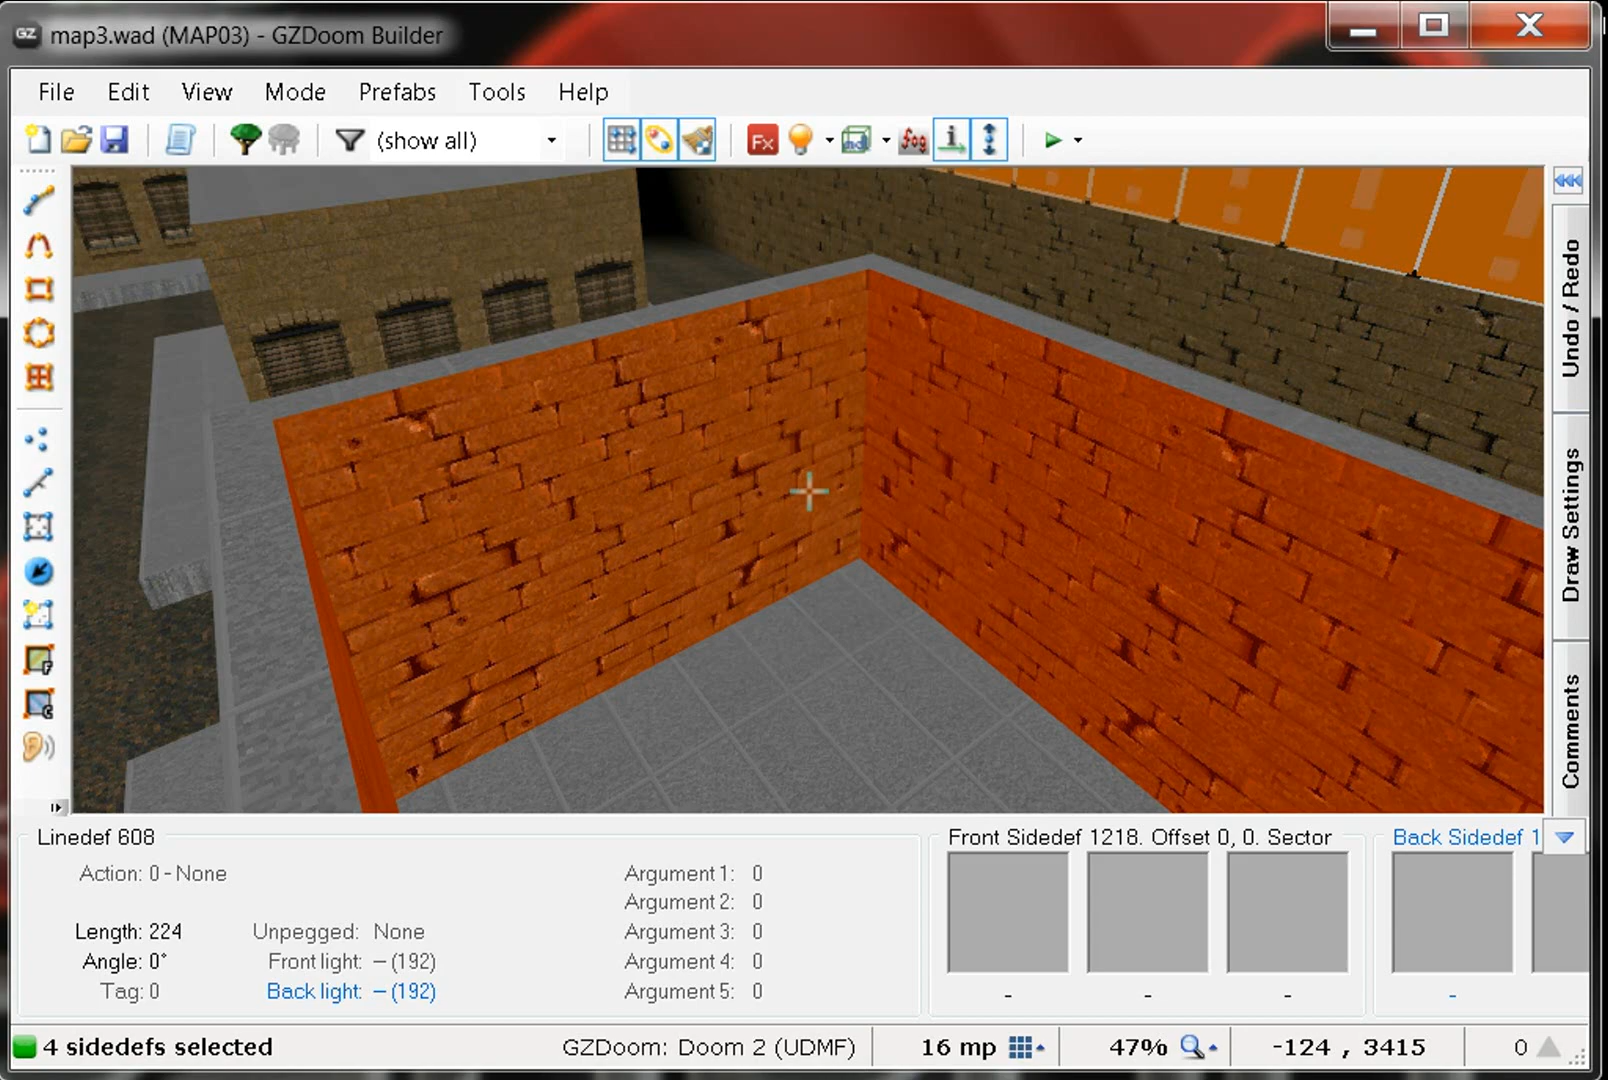 GZ map3.wad (MAP03) - GZDoom Builder
File Edit View Mode Prefabs Tools Help
(show all) Fx fog i
Undo / Redo
Draw Settings
Comments
Linedef 608
Action: 0 - None
Length: 224
Angle: 0°
Tag: 0
Unpegged: None
Front light: – (192)
Back light: – (192)
Argument 1: 0
Argument 2: 0
Argument 3: 0
Argument 4: 0
Argument 5: 0
Front Sidedef 1218. Offset 0, 0. Sector
- - -
Back Sidedef 1
-
4 sidedefs selected GZDoom: Doom 2 (UDMF) 16 mp 47% -124 , 3415 0